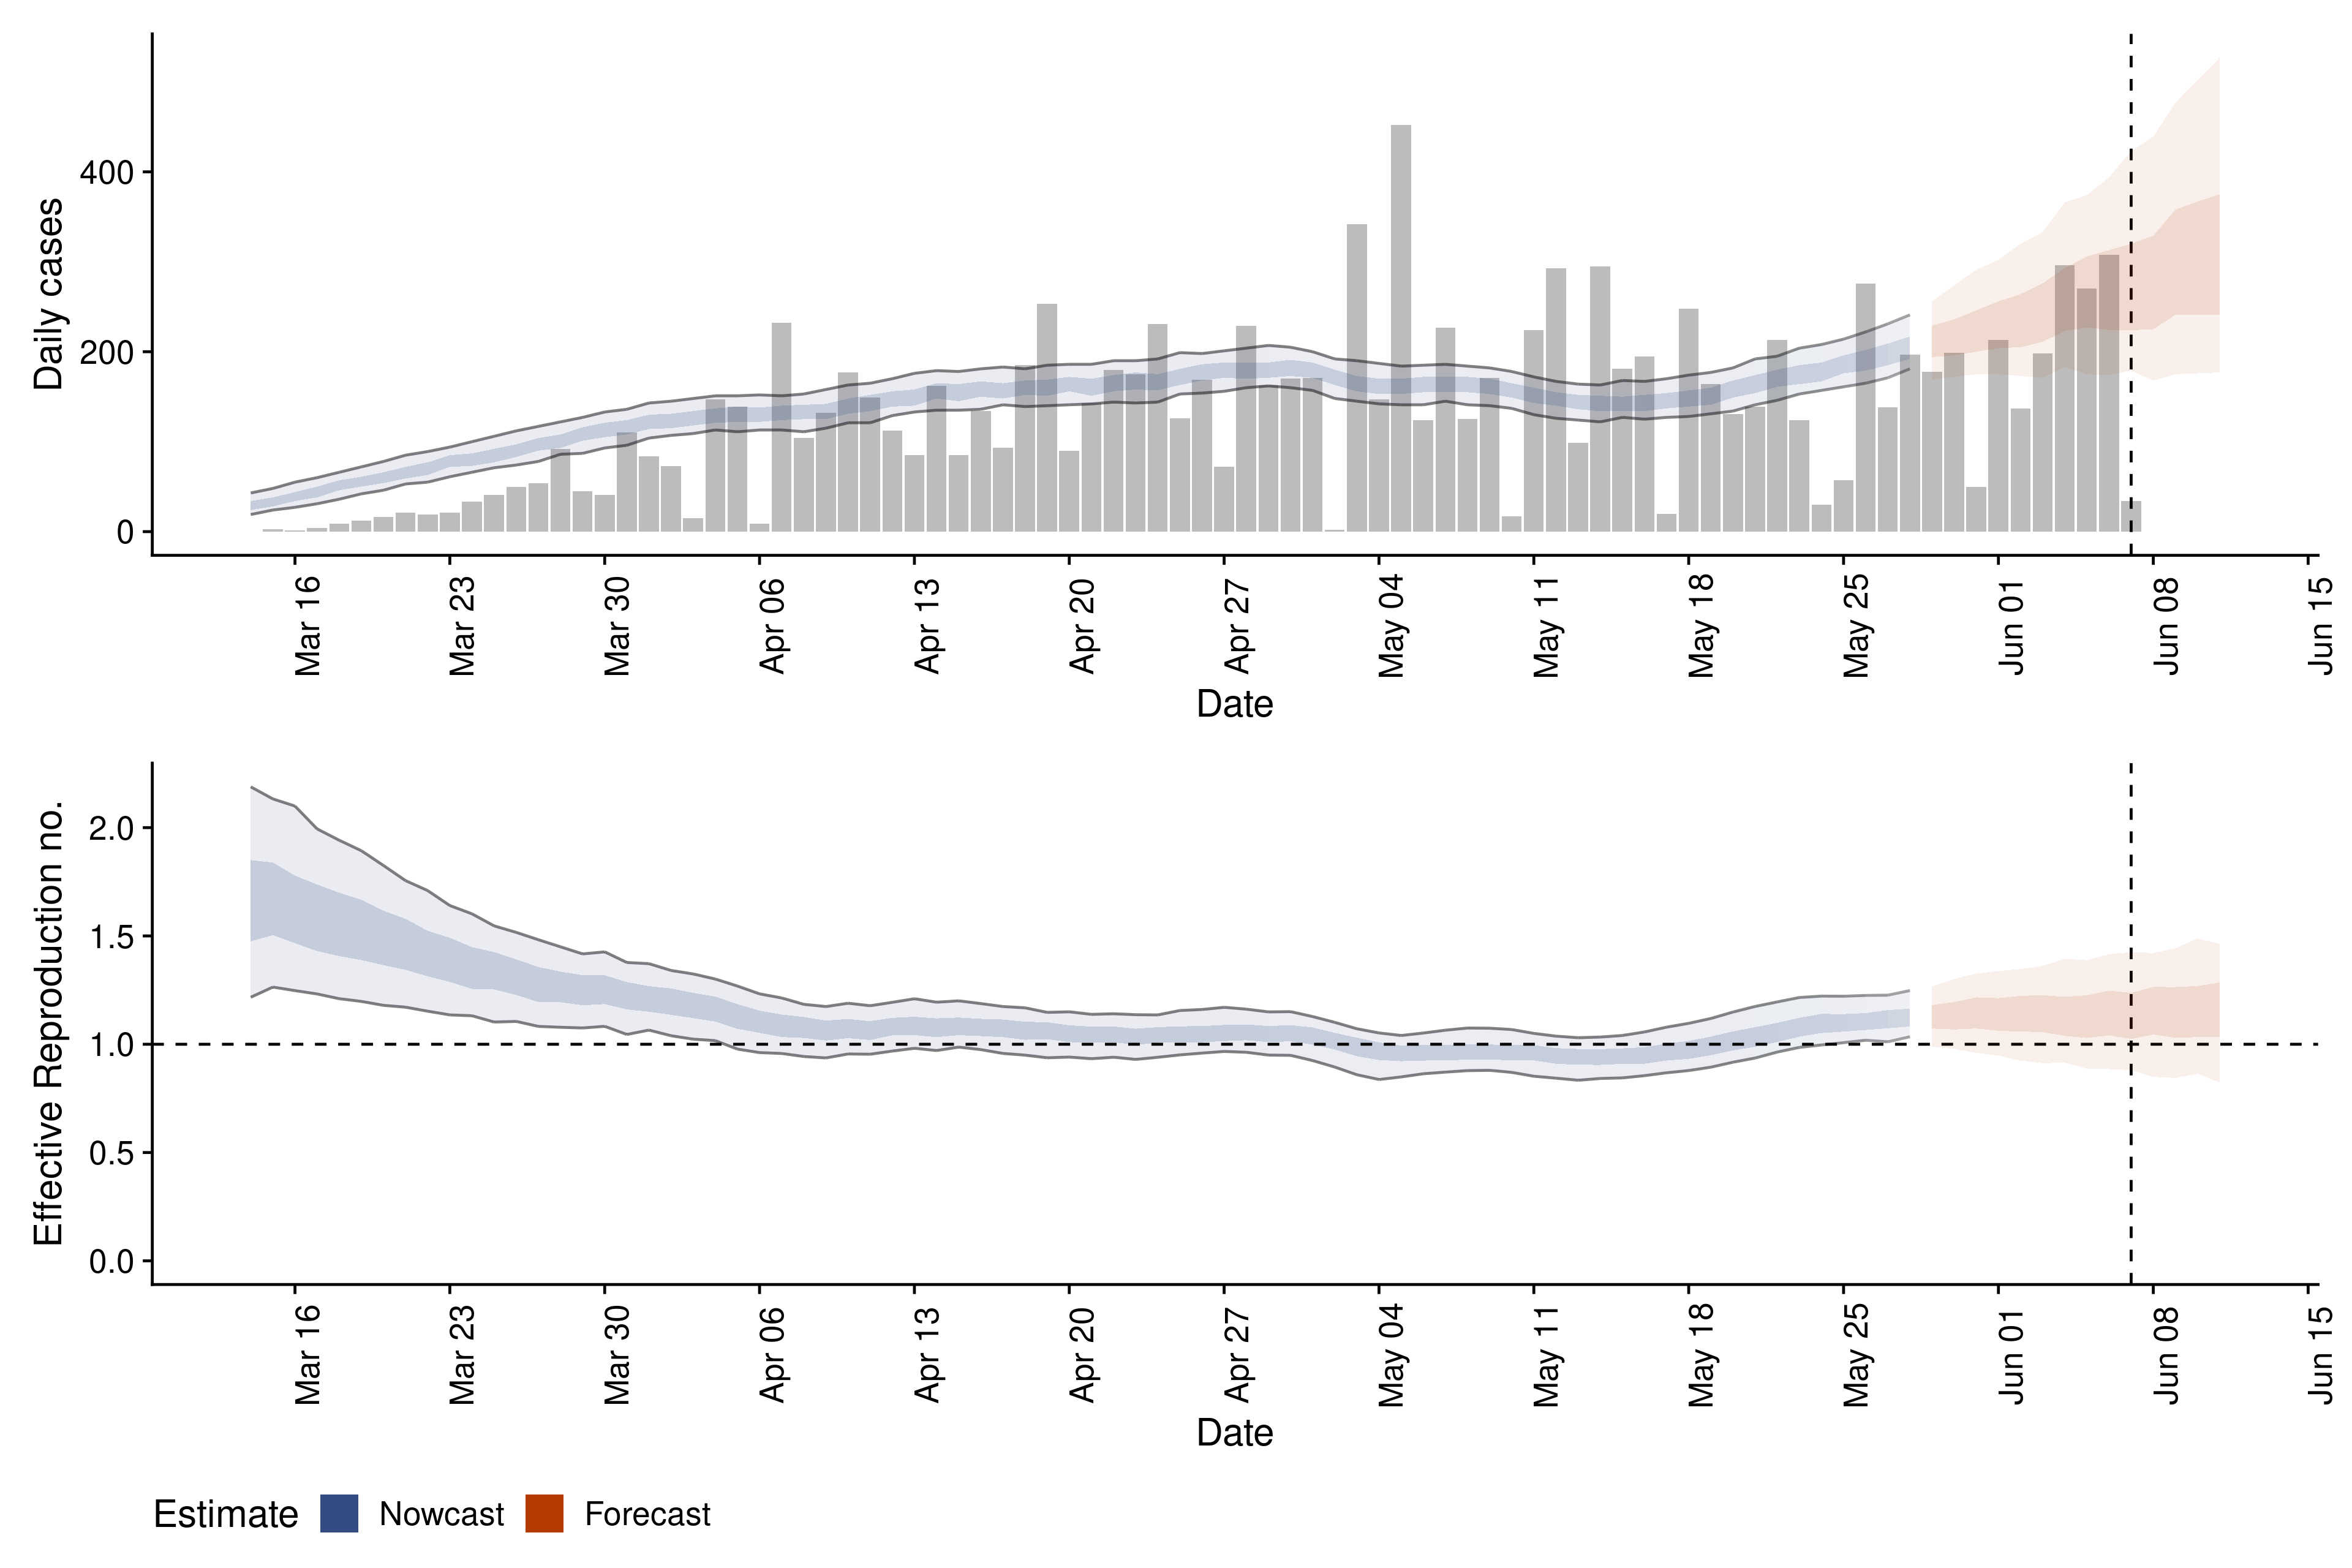 Daily cases
400
200
0
Mar 16 Mar 23 Mar 30 Apr 06 Apr 13 Apr 20 Apr 27 May 04 May 11 May 18 May 25 Jun 01 Jun 08 Jun 15
Date
Effective Reproduction no.
2.0
1.5
1.0
0.5
0.0
Mar 16 Mar 23 Mar 30 Apr 06 Apr 13 Apr 20 Apr 27 May 04 May 11 May 18 May 25 Jun 01 Jun 08 Jun 15
Date
Estimate Nowcast Forecast